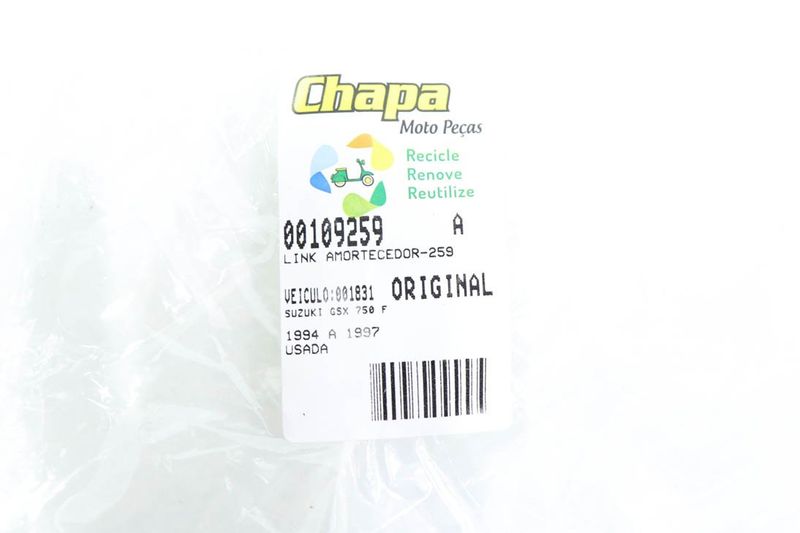 Chapa
Moto Peças
Recicle
Renove
Reutilize
00109259 A
LINK AMORTECEDOR-259
VEICULO:001831 ORIGINAL
SUZUKI GSX 750 F
1994 A 1997
USADA